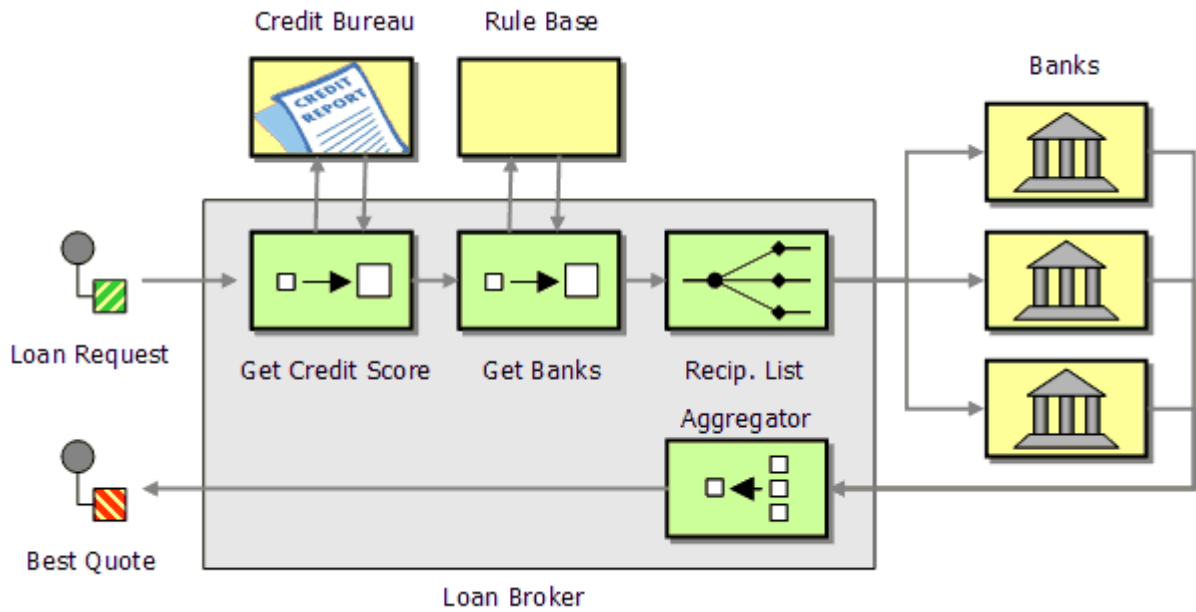 Credit Bureau
Rule Base
Banks
CREDIT
REPORT
Loan Request
Get Credit Score
Get Banks
Recip. List
Aggregator
Best Quote
Loan Broker